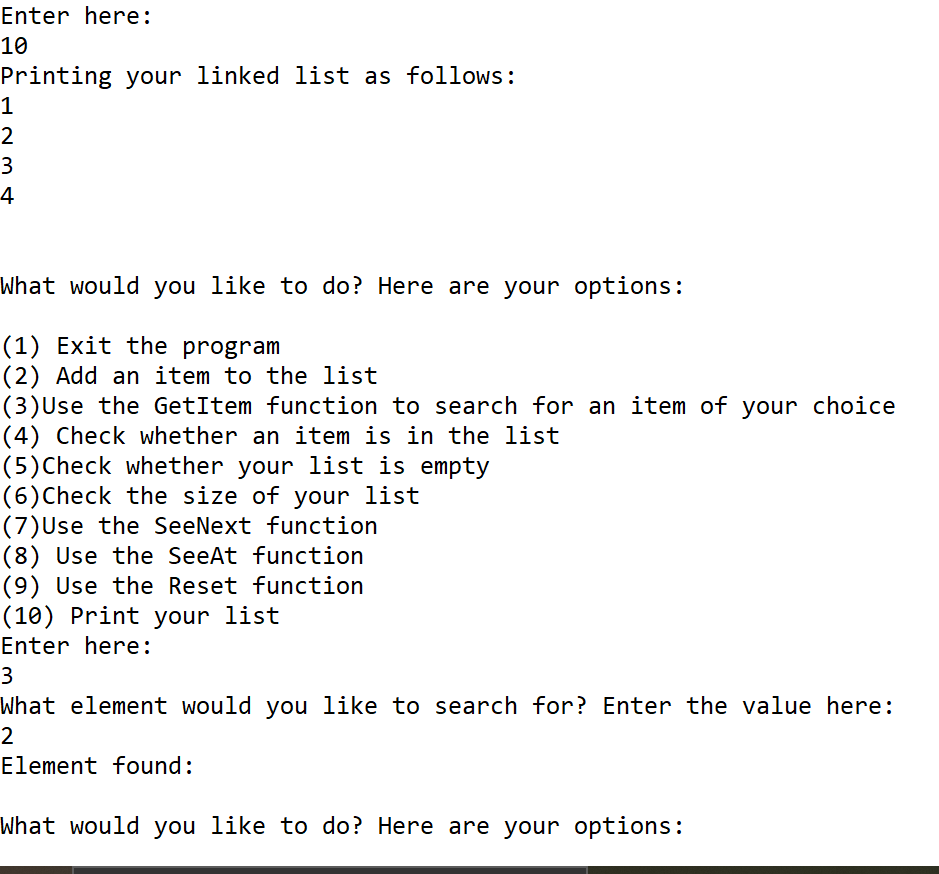 Enter here:
10
Printing your linked list as follows:
1
2
3
4
What would you like to do? Here are your options:
(1) Exit the program
(2) Add an item to the list
(3)Use the GetItem function to search for an item of your choice
(4) Check whether an item is in the list
(5)Check whether your list is empty
(6)Check the size of your list
(7)Use the SeeNext function
(8) Use the SeeAt function
(9) Use the Reset function
(10) Print your list
Enter here:
3
What element would you like to search for? Enter the value here:
2
Element found:
What would you like to do? Here are your options: